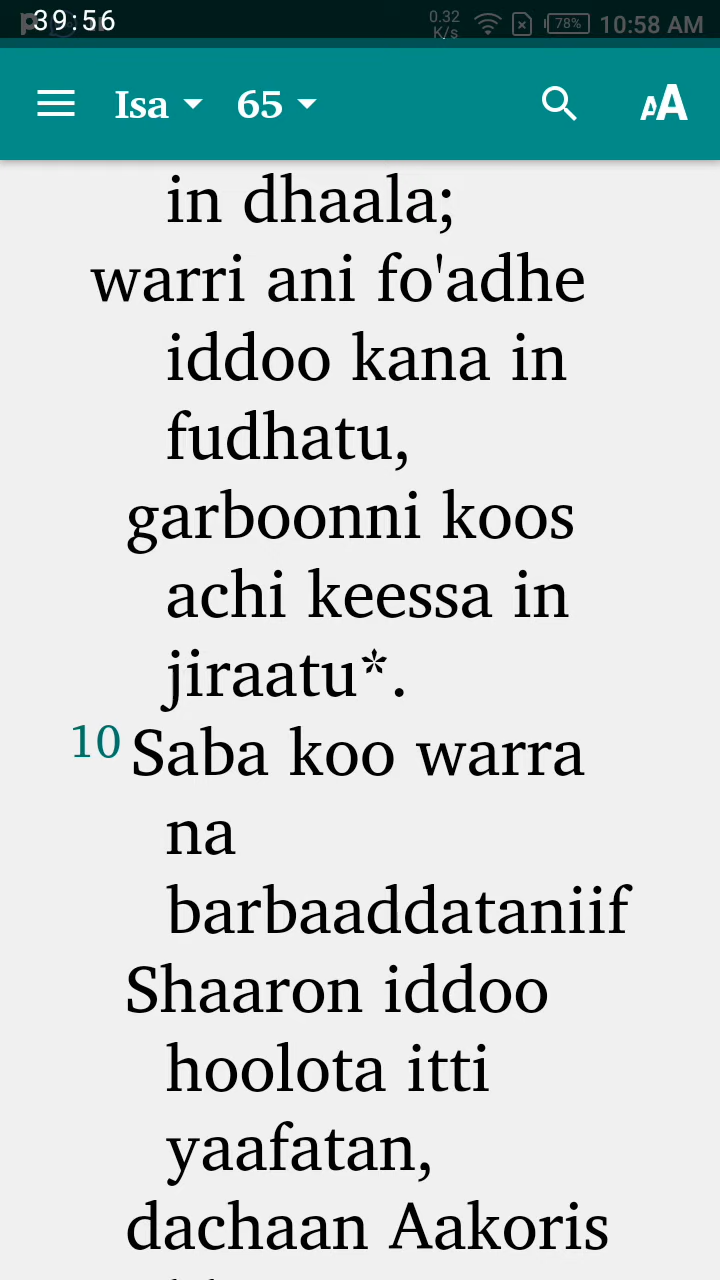 39:56
0.32 K/s 78% 10:58 AM
Isa 65 AA
in dhaala;
warri ani fo'adhe
iddoo kana in
fudhatu,
garboonni koos
achi keessa in
jiraatu*.
10 Saba koo warra
na
barbaaddataniif
Shaaron iddoo
hoolota itti
yaafatan,
dachaan Aakoris